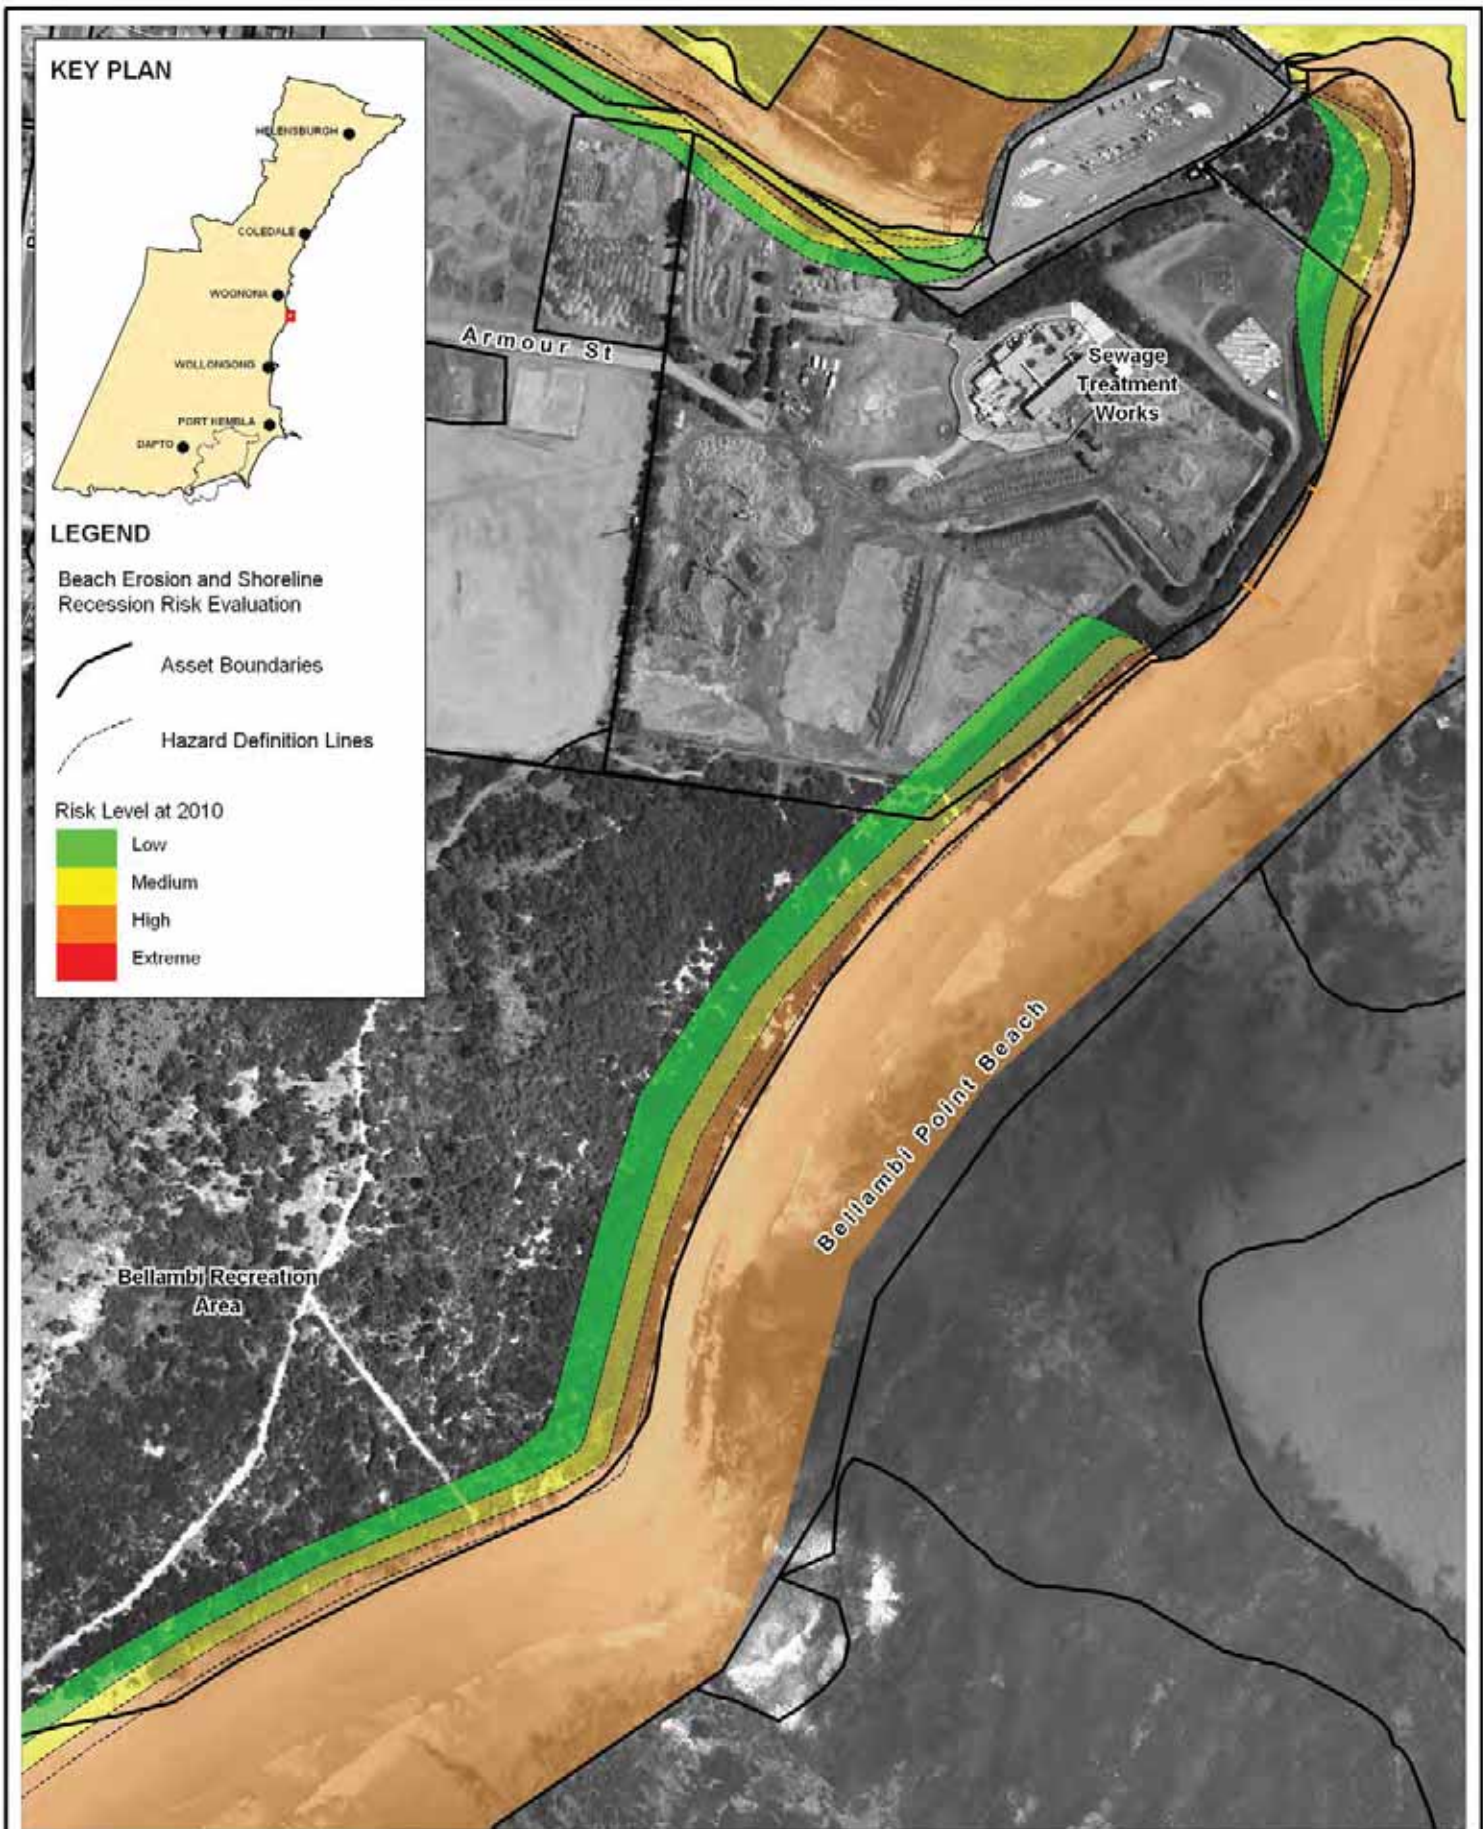 KEY PLAN
HELENSBURGH
COLEDALE
WOONONA
WOLLONGONG
PORT KEMBLA
DAPTO
LEGEND
Beach Erosion and Shoreline
Recession Risk Evaluation
Asset Boundaries
Hazard Definition Lines
Risk Level at 2010
Low
Medium
High
Extreme
Armour St
Sewage
Treatment
Works
Bellambi Point Beach
Bellambi Recreation
Area